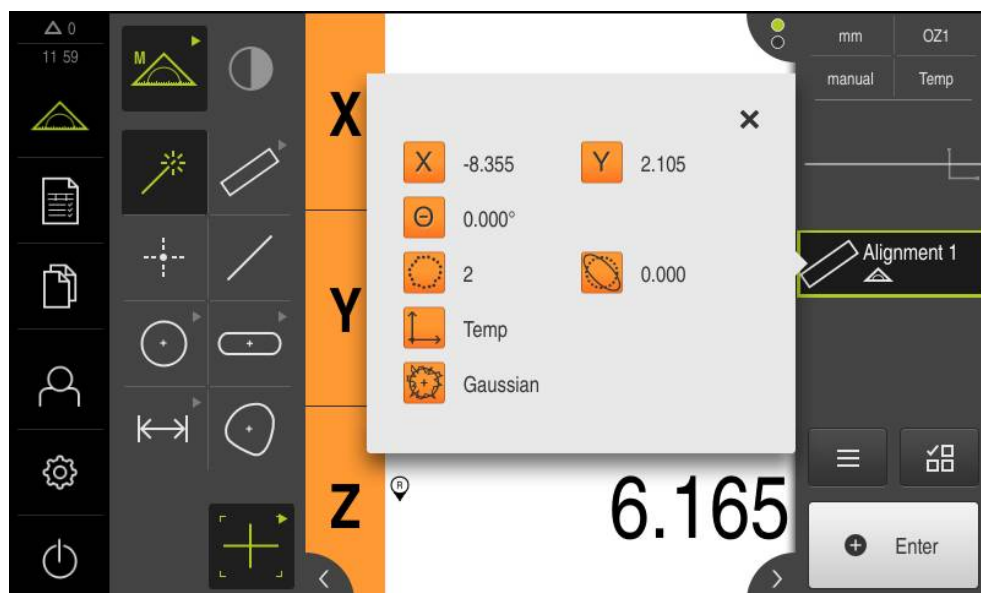 0
11 59
M
mm OZ1
manual Temp
X
X -8.355 Y 2.105
Θ 0.000°
2 0.000
Temp
Gaussian
Y
Alignment 1
Z
R
6.165
Enter